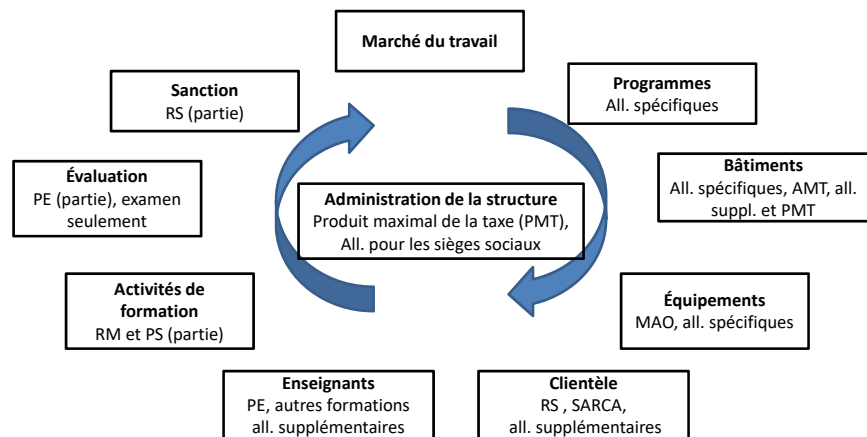 Marché du travail
Programmes
All. spécifiques
Bâtiments
All. spécifiques, AMT, all.
suppl. et PMT
Équipements
MAO, all. spécifiques
Clientèle
RS , SARCA,
all. supplémentaires
Enseignants
PE, autres formations
all. supplémentaires
Activités de
formation
RM et PS (partie)
Évaluation
PE (partie), examen
seulement
Sanction
RS (partie)
Administration de la structure
Produit maximal de la taxe (PMT),
All. pour les sièges sociaux